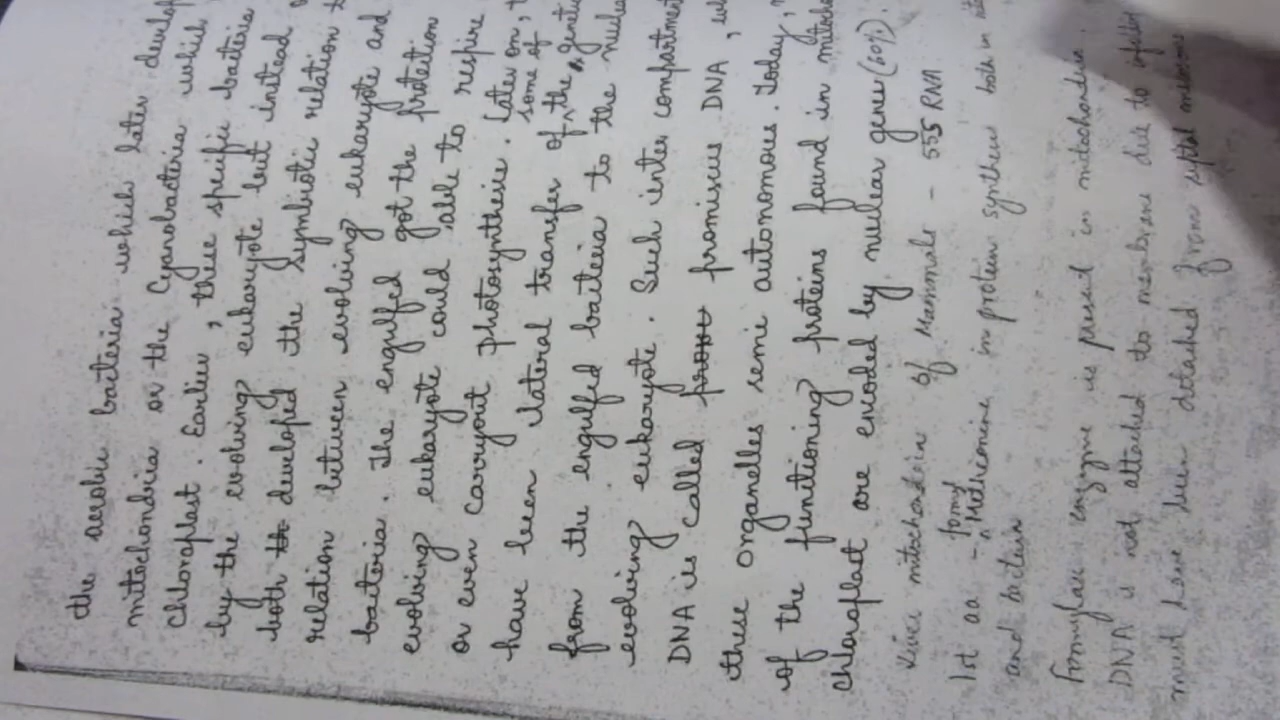 the aerobic bacteria which later develop
mitochondria or the Cyanobacteria which
chloroplast. Earlier, these specific bacteria
by the evolving eukaryote but instead
both developed the symbiotic relation
relation between evolving eukaryote and
bacteria. The engulfed got the protection
evolving eukaryote could able to respire
or even carryout photosynthesis. Later on,
have been lateral transfer of some of the genetic
from the engulfed bacteria to the nucleus
evolving eukaryote. Such inter compartment
DNA is called promiscus DNA,
these organelles semi autonomous. Today,
of the functioning proteins found in mitocho
chloroplast are encoded by nuclear genes (60%).
Since mitochondria of Mammals - 55S RNA
1st aa - formyl Methionine in protein synthesis both in
and bacteria
Formylase enzyme is present in mitochondria.
DNA is not attached to membrane due to
must have been detached from septal mesosome